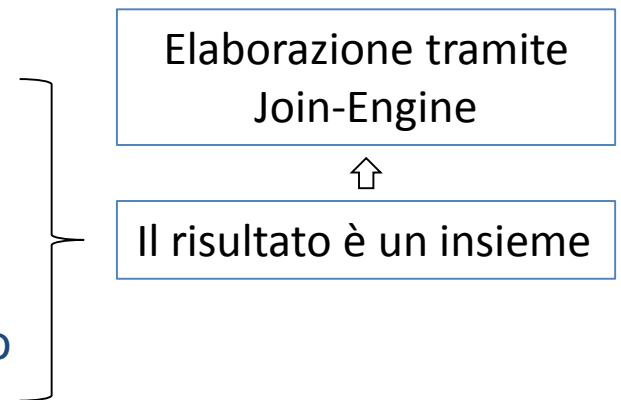 Elaborazione tramite
Join-Engine
Il risultato è un insieme